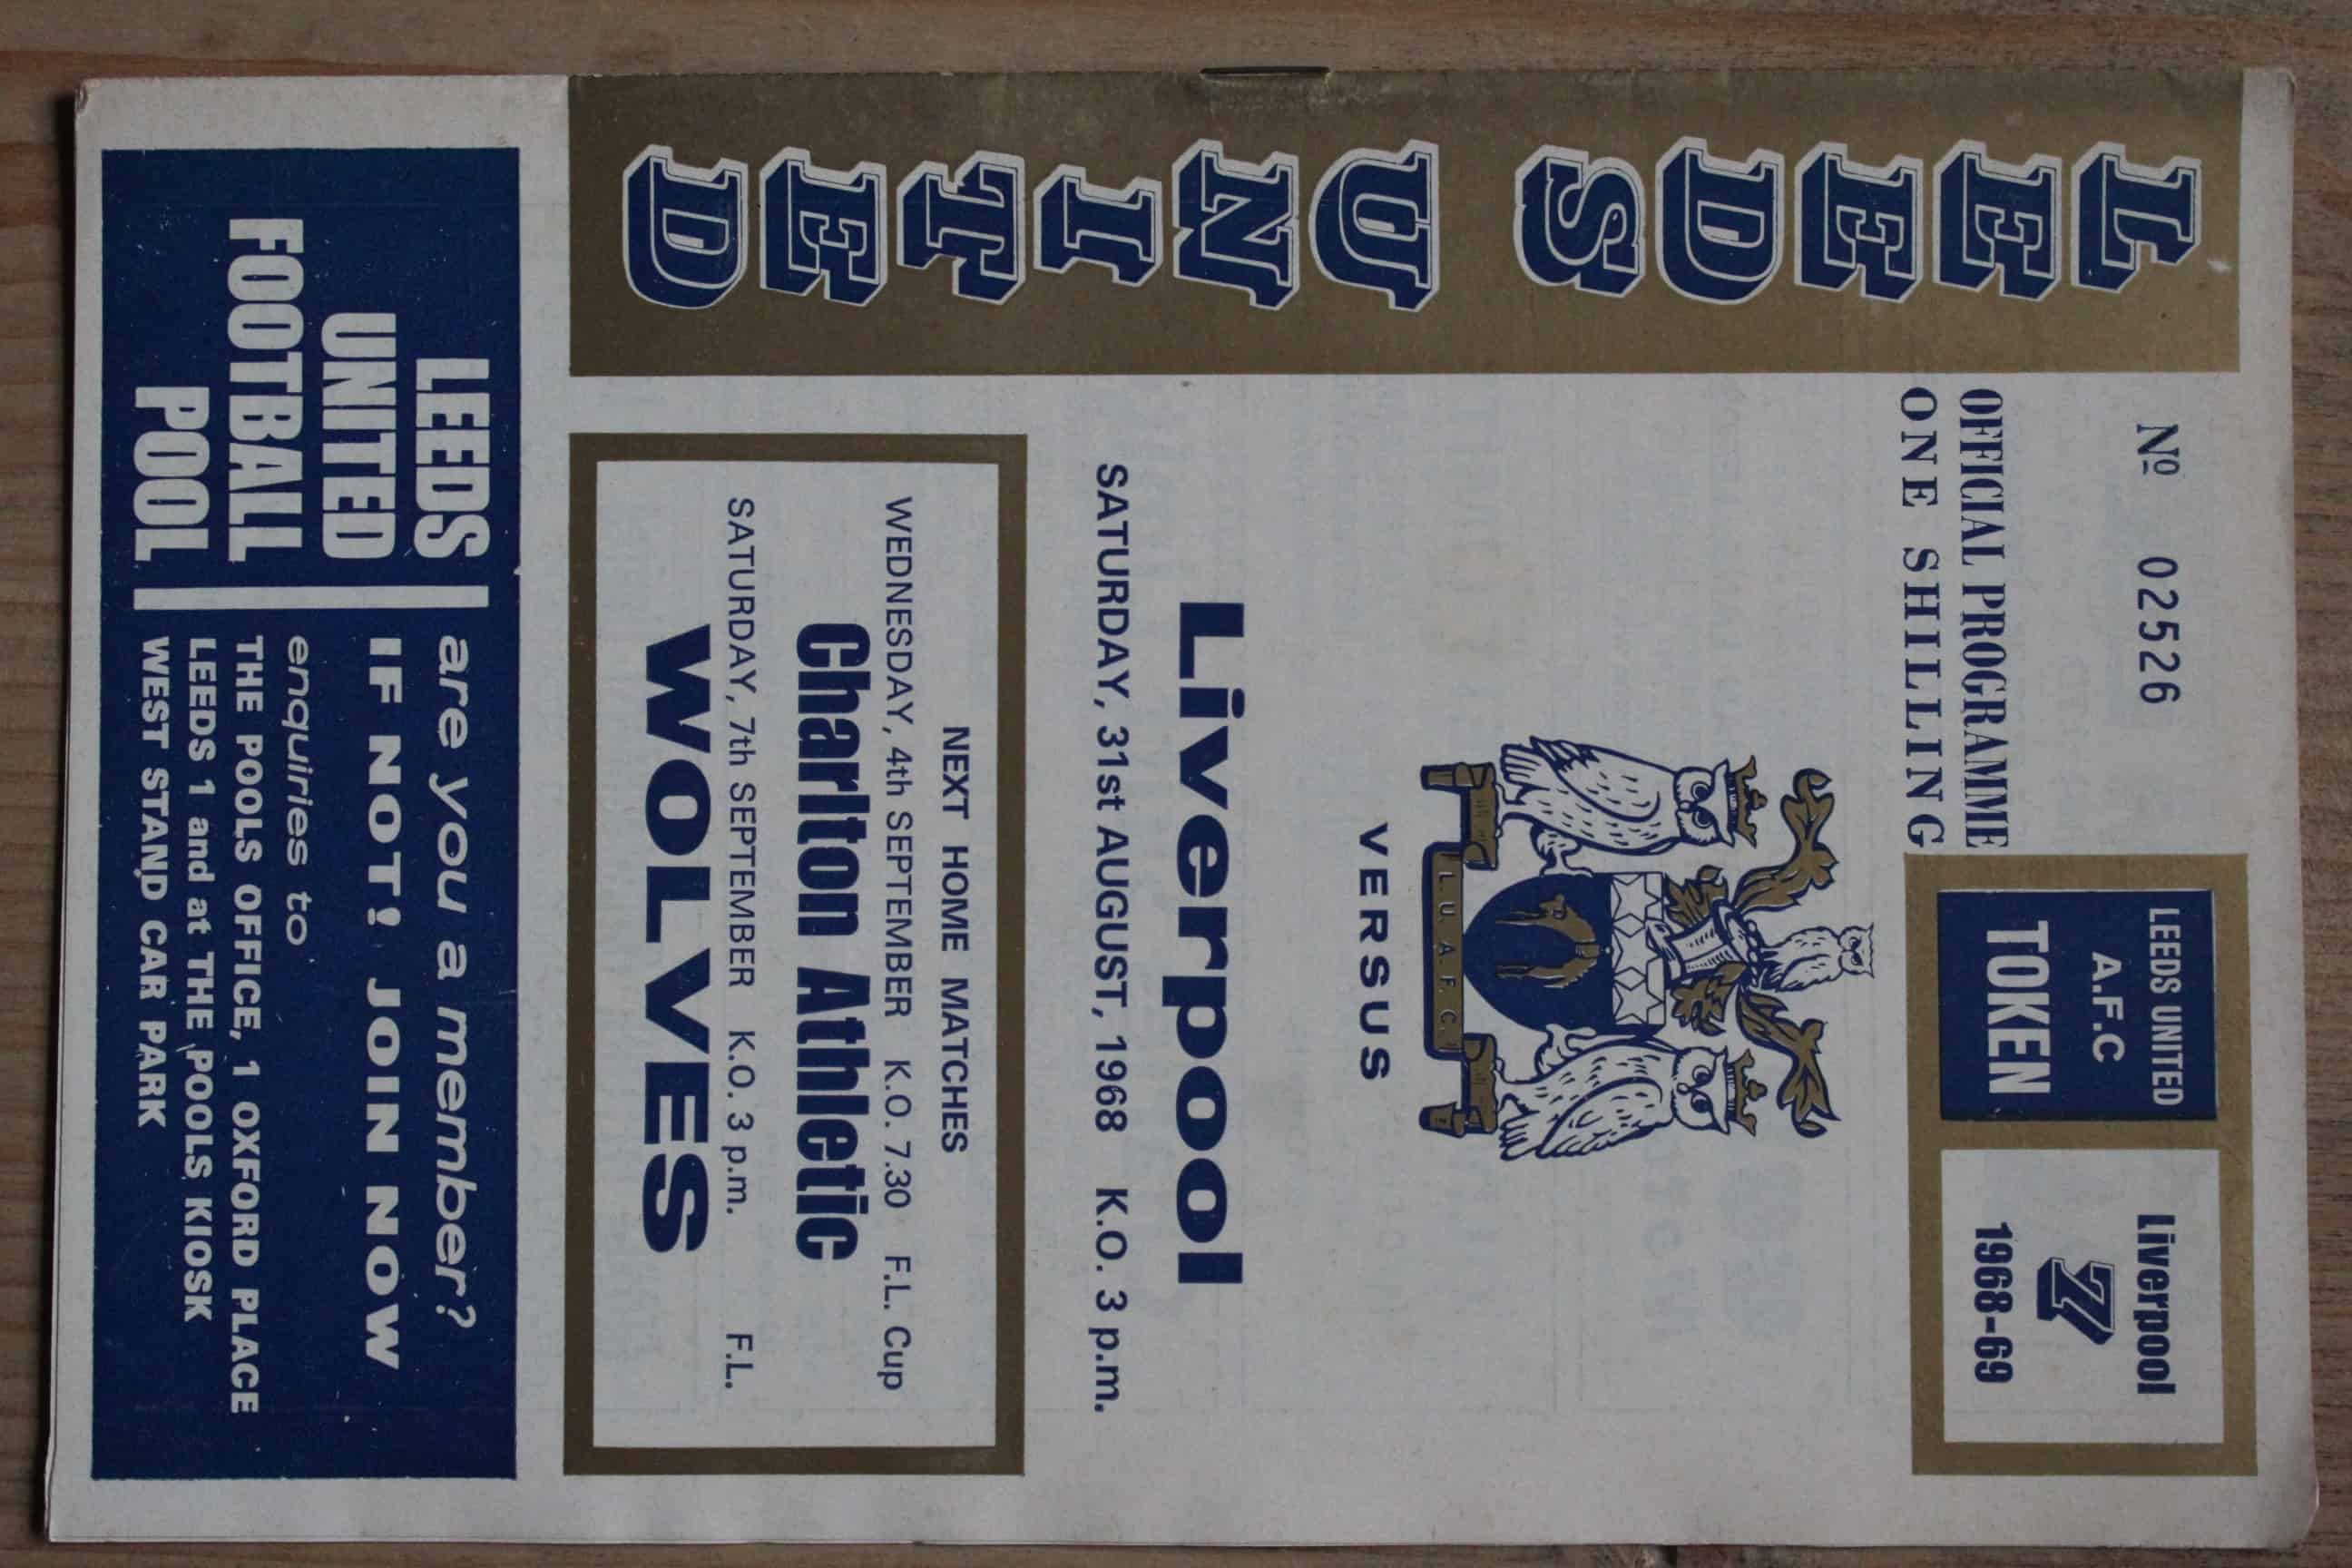 LEEDS UNITED
Nº 02526
OFFICIAL PROGRAMME
ONE SHILLING
LEEDS UNITED
A.F.C
TOKEN
Liverpool
7
1968-69
L. U. A. F. C.
VERSUS
Liverpool
SATURDAY, 31st AUGUST, 1968 K.O. 3 p.m.
NEXT HOME MATCHES
WEDNESDAY, 4th SEPTEMBER K.O. 7.30 F.L. Cup
Charlton Athletic
SATURDAY, 7th SEPTEMBER K.O. 3 p.m. F.L.
WOLVES
LEEDS
UNITED
FOOTBALL
POOL
are you a member?
IF NOT! JOIN NOW
enquiries to
THE POOLS OFFICE, 1 OXFORD PLACE
LEEDS 1 and at THE POOLS KIOSK
WEST STAND CAR PARK